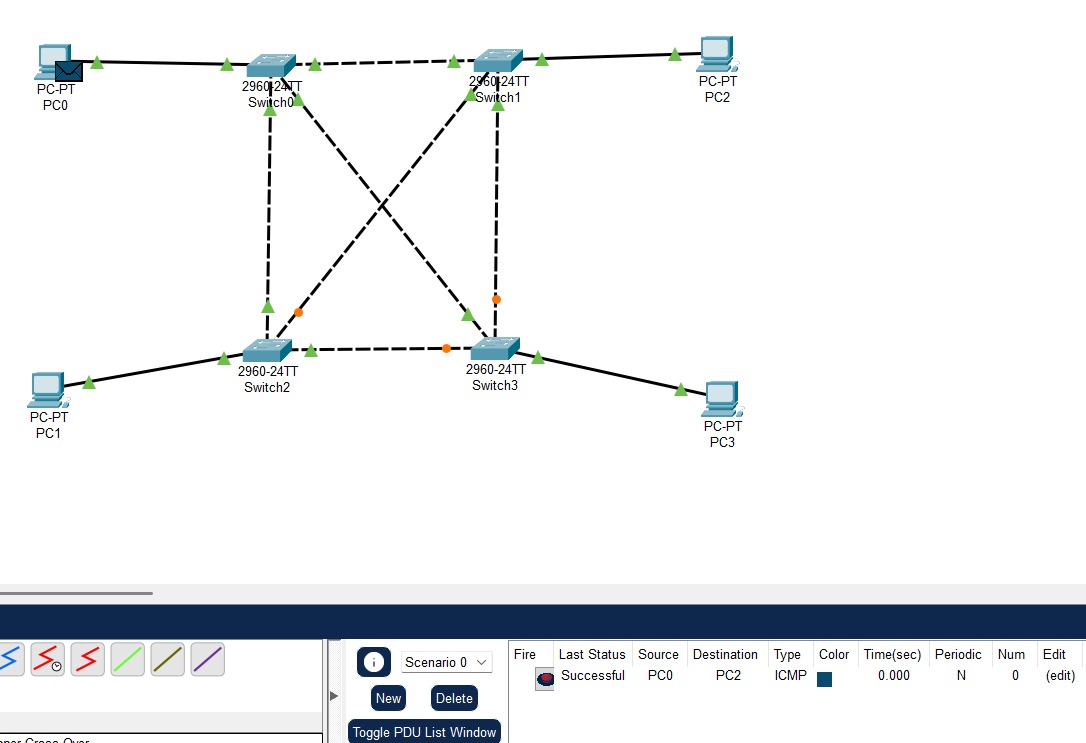 PC-PT
PC0
2960-24TT
Switch0
2960-24TT
Switch1
PC-PT
PC2
PC-PT
PC1
2960-24TT
Switch2
2960-24TT
Switch3
PC-PT
PC3
Scenario 0
New
Delete
Toggle PDU List Window
Fire Last Status Source Destination Type Color Time(sec) Periodic Num Edit
Successful PC0 PC2 ICMP 0.000 N 0 (edit)
Cross-Over